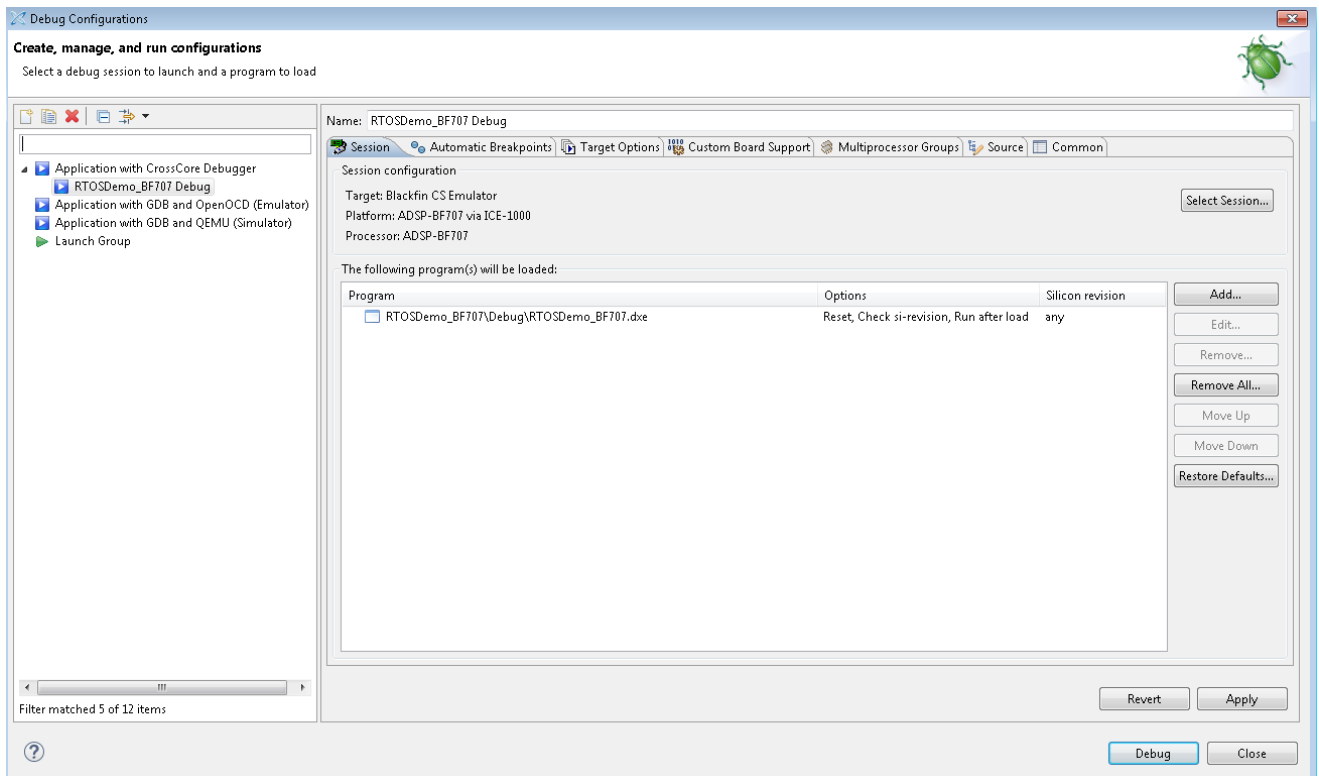 Debug Configurations
Create, manage, and run configurations
Select a debug session to launch and a program to load
Name: RTOSDemo_BF707 Debug
Session Automatic Breakpoints Target Options Custom Board Support Multiprocessor Groups Source Common
Application with CrossCore Debugger
RTOSDemo_BF707 Debug
Application with GDB and OpenOCD (Emulator)
Application with GDB and QEMU (Simulator)
Launch Group
Session configuration
Target: Blackfin CS Emulator
Platform: ADSP-BF707 via ICE-1000
Processor: ADSP-BF707
Select Session...
The following program(s) will be loaded:
Program Options Silicon revision
RTOSDemo_BF707\Debug\RTOSDemo_BF707.dxe Reset, Check si-revision, Run after load any
Add...
Edit...
Remove...
Remove All...
Move Up
Move Down
Restore Defaults...
Filter matched 5 of 12 items
Revert Apply
Debug Close